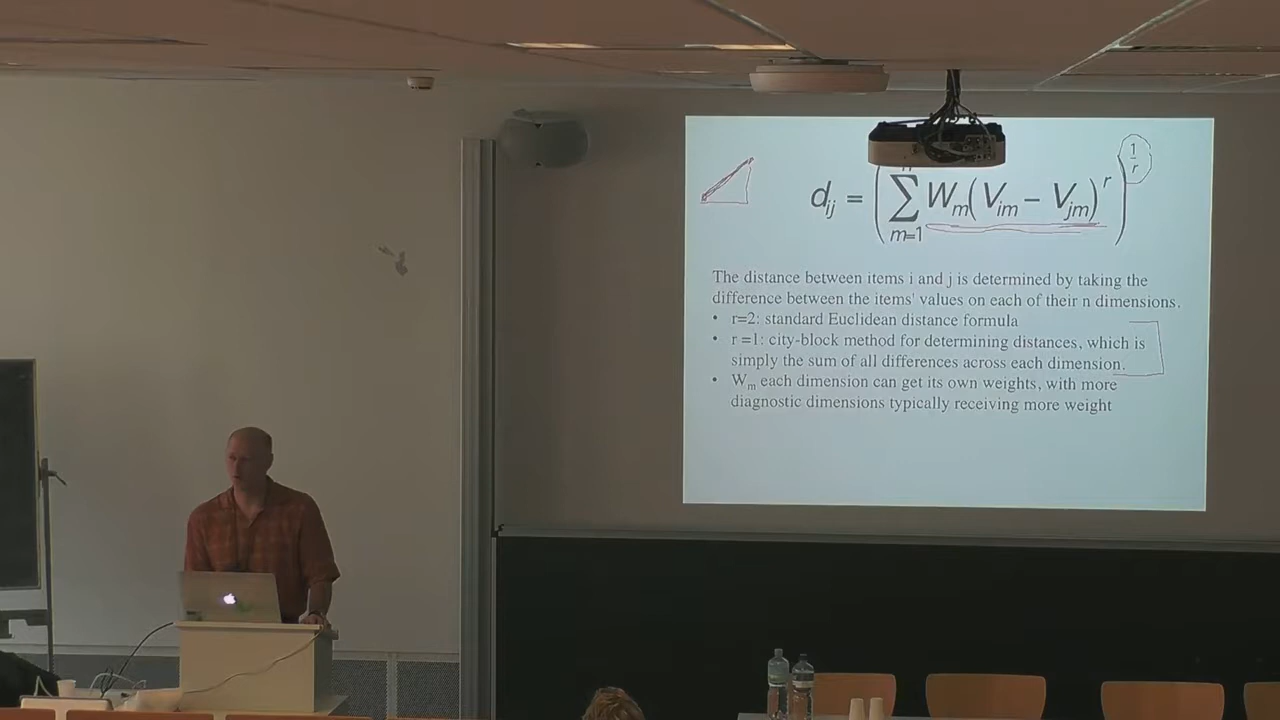 d_ij = ( Σ m=1 n W_m(V_im – V_jm)^r )^(1/r)
The distance between items i and j is determined by taking the
difference between the items' values on each of their n dimensions.
• r=2: standard Euclidean distance formula
• r =1: city-block method for determining distances, which is
simply the sum of all differences across each dimension.
• W_m each dimension can get its own weights, with more
diagnostic dimensions typically receiving more weight